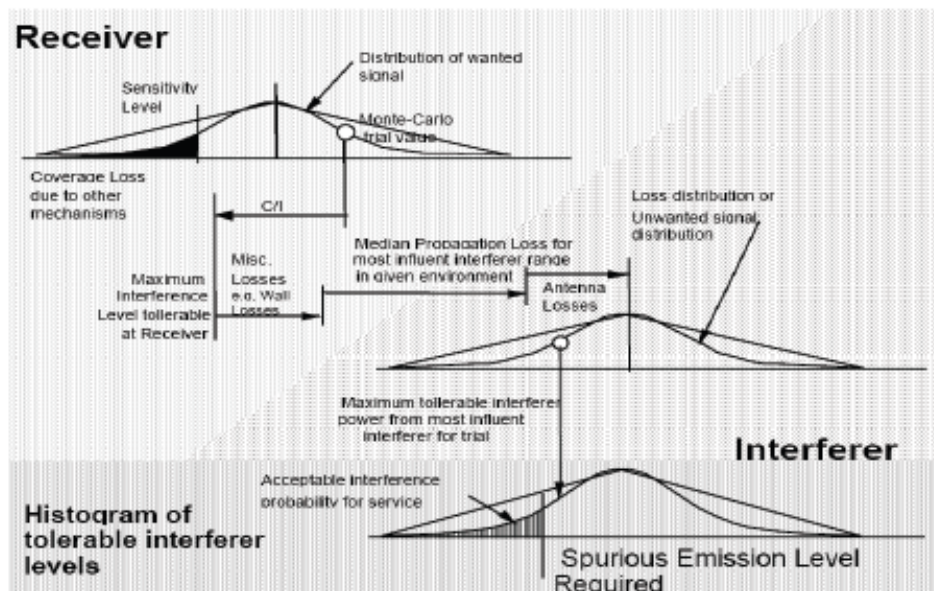 Receiver
Distribution of wanted
signal
Sensitivity
Level
Monte-Carlo
trial value
Coverage Loss
due to other
mechanisms
C/I
Loss distribution or
Unwanted signal
distribution
Median Propagation Loss for
most influent interferer range
in given environment
Misc.
Losses
e.g. Wall
Losses
Maximum
Interference
Level tollerable
at Receiver
Antenna
Losses
Maximum tollerable interferer
power from most influent
interferer for trial
Interferer
Acceptable interference
probability for service
Histogram of
tolerable interferer
levels
Spurious Emission Level
Required